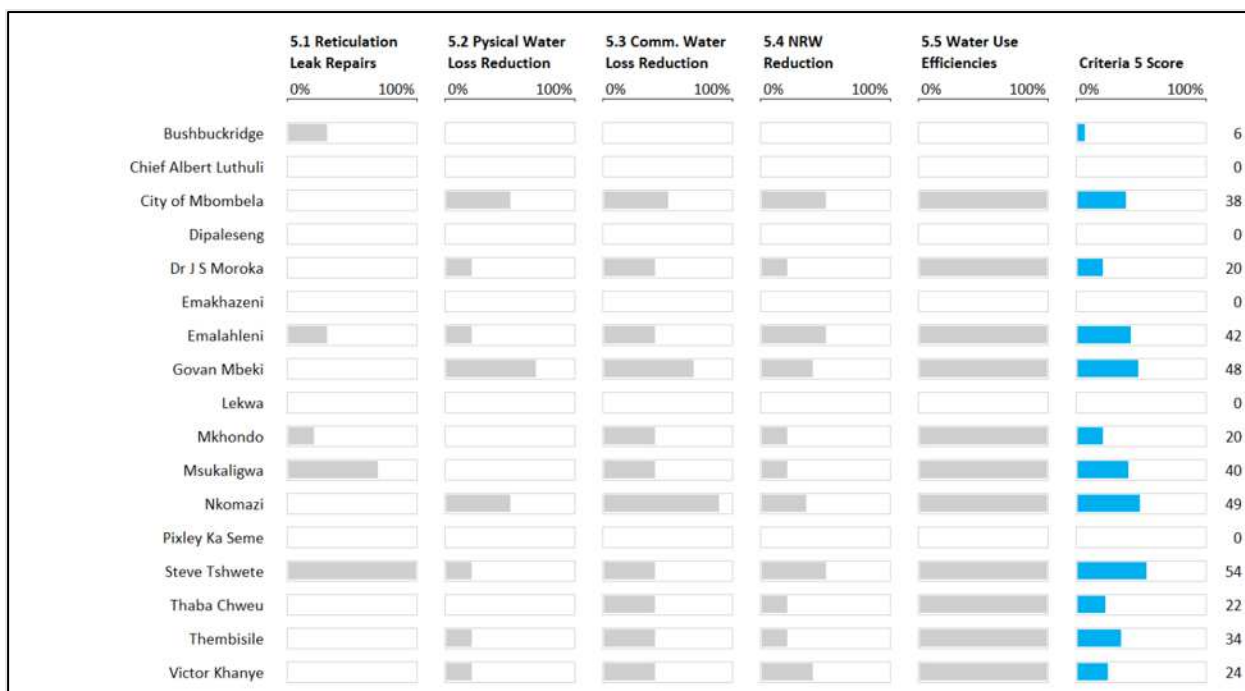 5.1 Reticulation Leak Repairs
5.2 Pysical Water Loss Reduction
5.3 Comm. Water Loss Reduction
5.4 NRW Reduction
5.5 Water Use Efficiencies
Criteria 5 Score
0% 100% 0% 100% 0% 100% 0% 100% 0% 100% 0% 100%
Bushbuckridge 6
Chief Albert Luthuli 0
City of Mbombela 38
Dipaleseng 0
Dr J S Moroka 20
Emakhazeni 0
Emalahleni 42
Govan Mbeki 48
Lekwa 0
Mkhondo 20
Msukaligwa 40
Nkomazi 49
Pixley Ka Seme 0
Steve Tshwete 54
Thaba Chweu 22
Thembisile 34
Victor Khanye 24